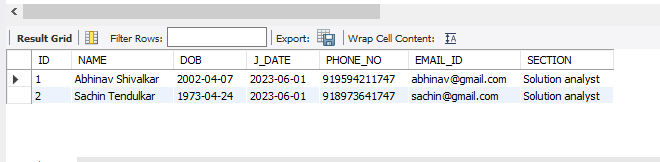 Result Grid Filter Rows: Export: Wrap Cell Content:
ID NAME DOB J_DATE PHONE_NO EMAIL_ID SECTION
1 Abhinav Shivalkar 2002-04-07 2023-06-01 919594211747 abhinav@gmail.com Solution analyst
2 Sachin Tendulkar 1973-04-24 2023-06-01 918973641747 sachin@gmail.com Solution analyst